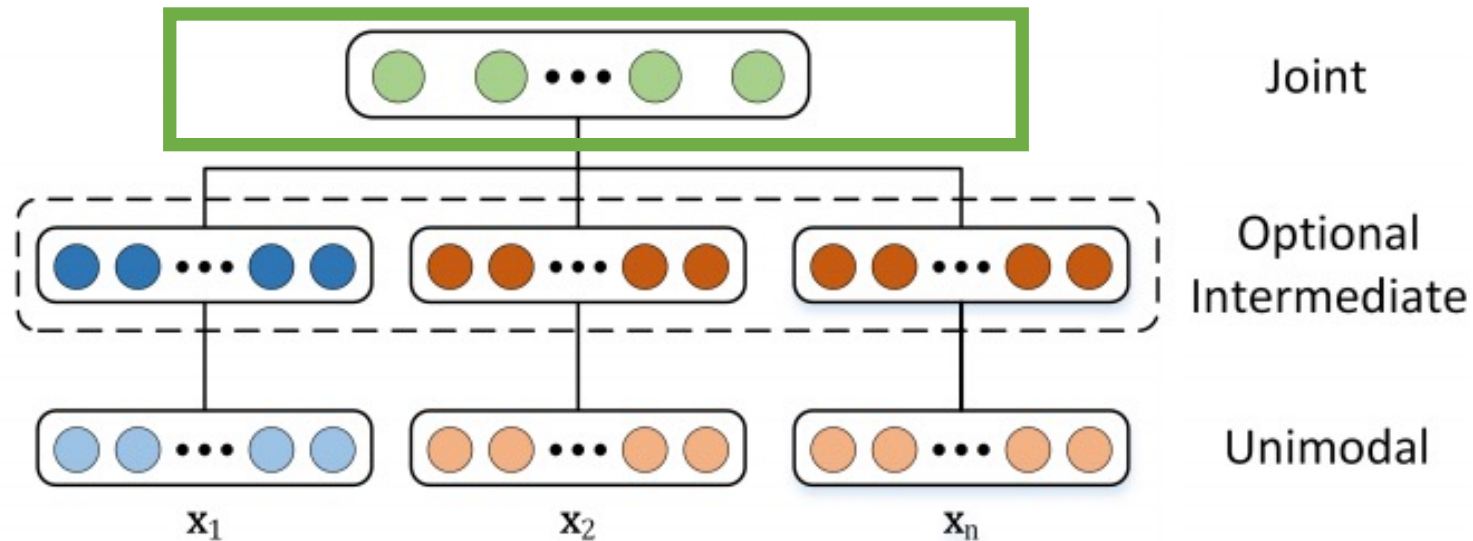 Joint
Optional
Intermediate
Unimodal
x₁
x₂
xₙ